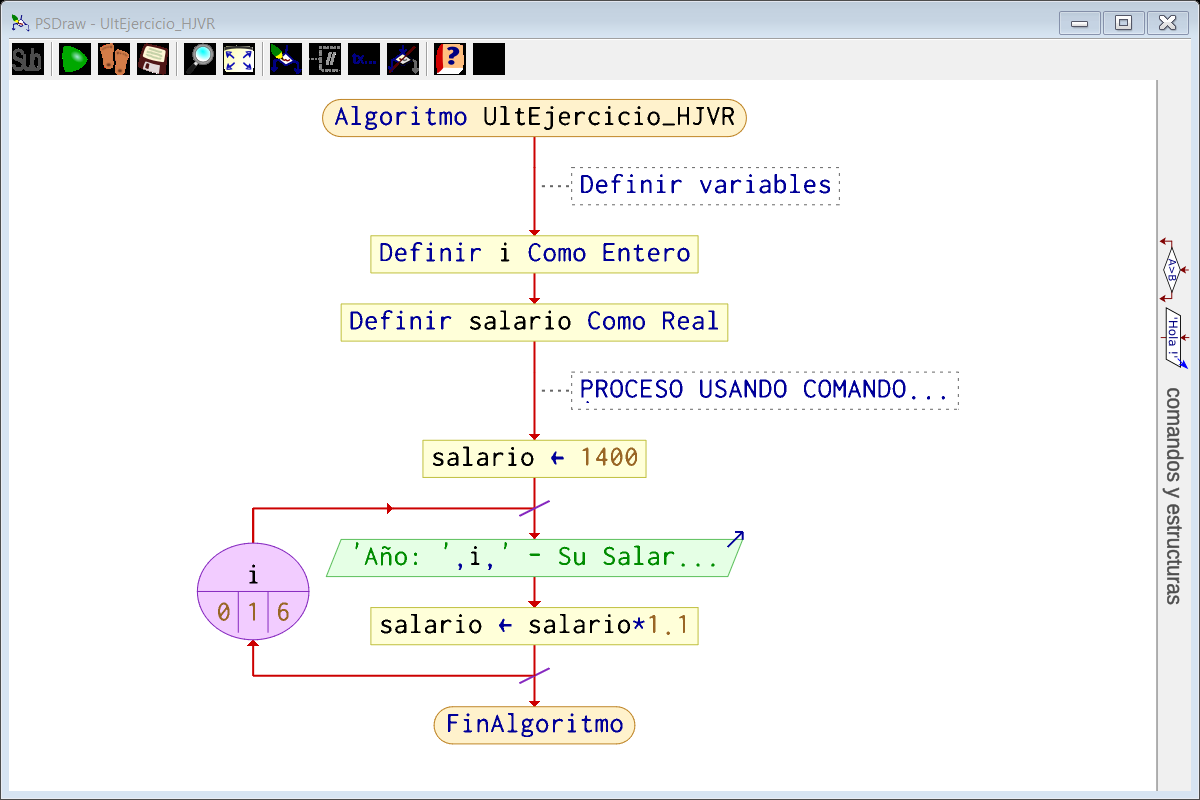 PSDraw - UltEjercicio_HJVR
Sub
Algoritmo UltEjercicio_HJVR
Definir variables
Definir i Como Entero
Definir salario Como Real
PROCESO USANDO COMANDO...
salario ← 1400
'Año: ',i,' - Su Salar...
i
0 1 6
salario ← salario*1.1
FinAlgoritmo
A>B
'Hola !'
comandos y estructuras